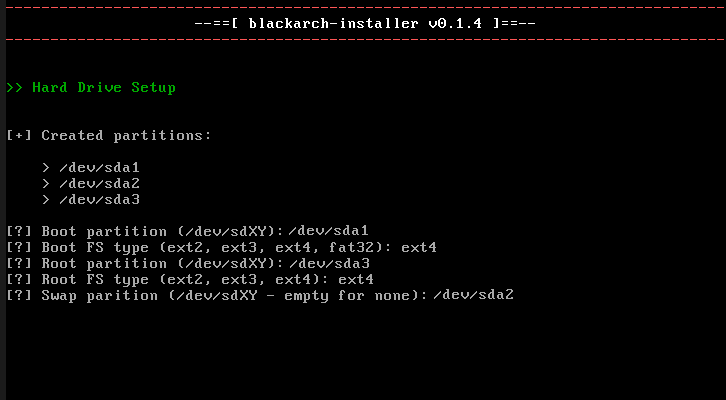 --==[ blackarch-installer v0.1.4 ]==--
>> Hard Drive Setup
[+] Created partitions:
> /dev/sda1
> /dev/sda2
> /dev/sda3
[?] Boot partition (/dev/sdXY): /dev/sda1
[?] Boot FS type (ext2, ext3, ext4, fat32): ext4
[?] Root partition (/dev/sdXY): /dev/sda3
[?] Root FS type (ext2, ext3, ext4): ext4
[?] Swap parition (/dev/sdXY - empty for none): /dev/sda2